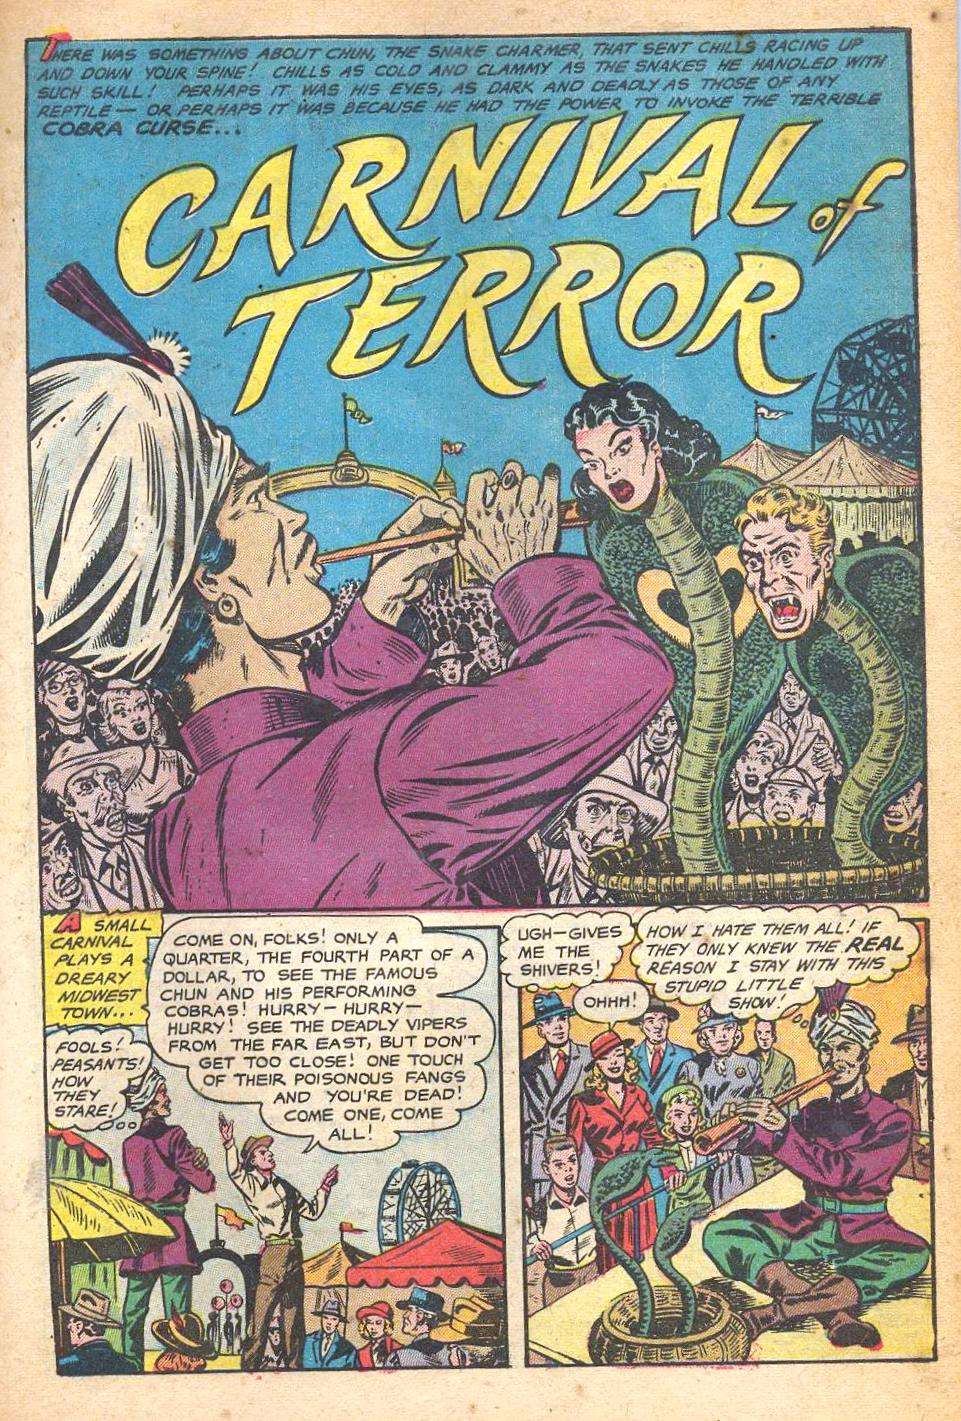 THERE WAS SOMETHING ABOUT CHUN, THE SNAKE CHARMER, THAT SENT CHILLS RACING UP
AND DOWN YOUR SPINE! CHILLS AS COLD AND CLAMMY AS THE SNAKES HE HANDLED WITH
SUCH SKILL! PERHAPS IT WAS HIS EYES, AS DARK AND DEADLY AS THOSE OF ANY
REPTILE — OR PERHAPS IT WAS BECAUSE HE HAD THE POWER TO INVOKE THE TERRIBLE
COBRA CURSE...
CARNIVAL of
TERROR
A SMALL
CARNIVAL
PLAYS A
DREARY
MIDWEST
TOWN...
COME ON, FOLKS! ONLY A
QUARTER, THE FOURTH PART OF A
DOLLAR, TO SEE THE FAMOUS
CHUN AND HIS PERFORMING
COBRAS! HURRY—HURRY—
HURRY! SEE THE DEADLY VIPERS
FROM THE FAR EAST, BUT DON'T
GET TOO CLOSE! ONE TOUCH
OF THEIR POISONOUS FANGS
AND YOU'RE DEAD!
COME ONE, COME
ALL!
FOOLS!
PEASANTS!
HOW
THEY
STARE!
UGH—GIVES
ME THE
SHIVERS!
OHHH!
HOW I HATE THEM ALL! IF
THEY ONLY KNEW THE REAL
REASON I STAY WITH THIS
STUPID LITTLE
SHOW!